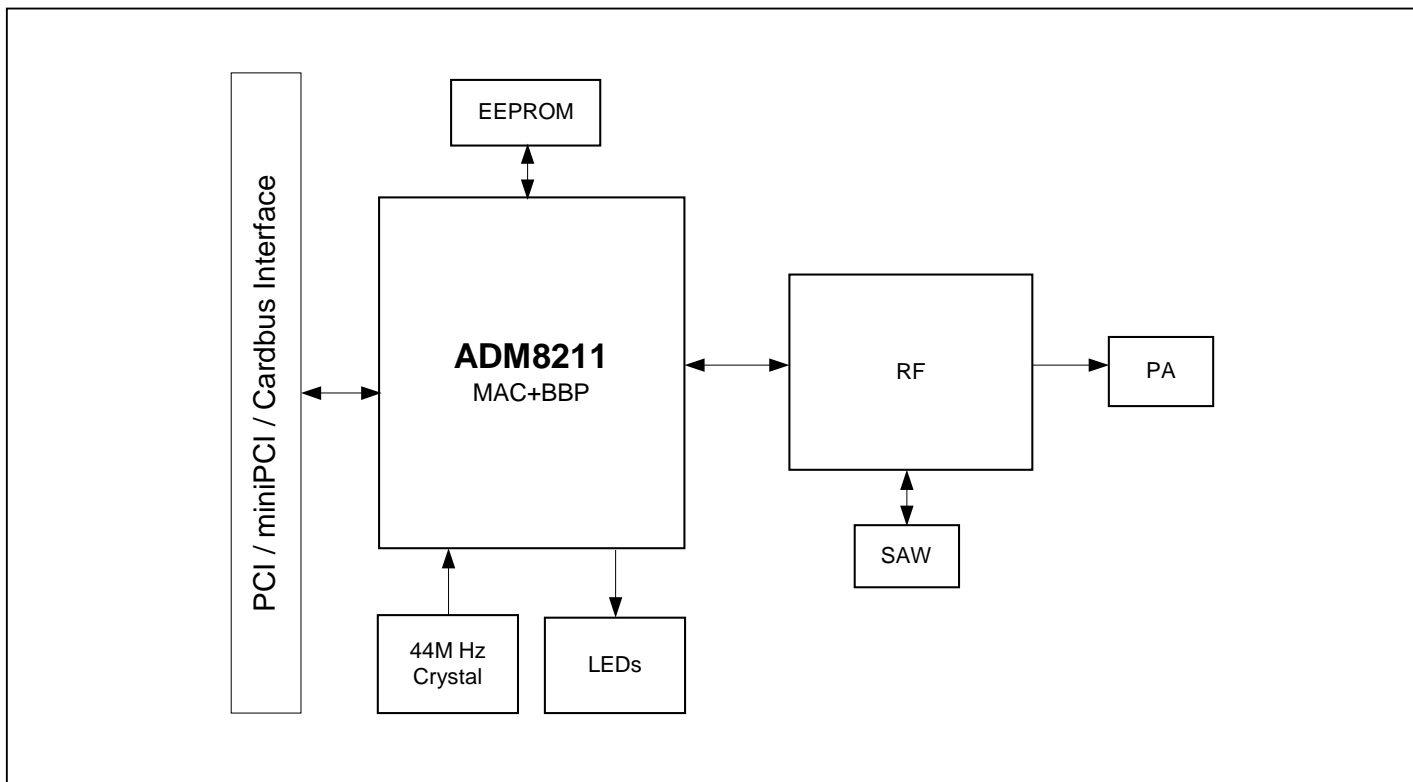 EEPROM
PCI / miniPCI / Cardbus Interface
ADM8211
MAC+BBP
RF
PA
SAW
44M Hz
Crystal
LEDs